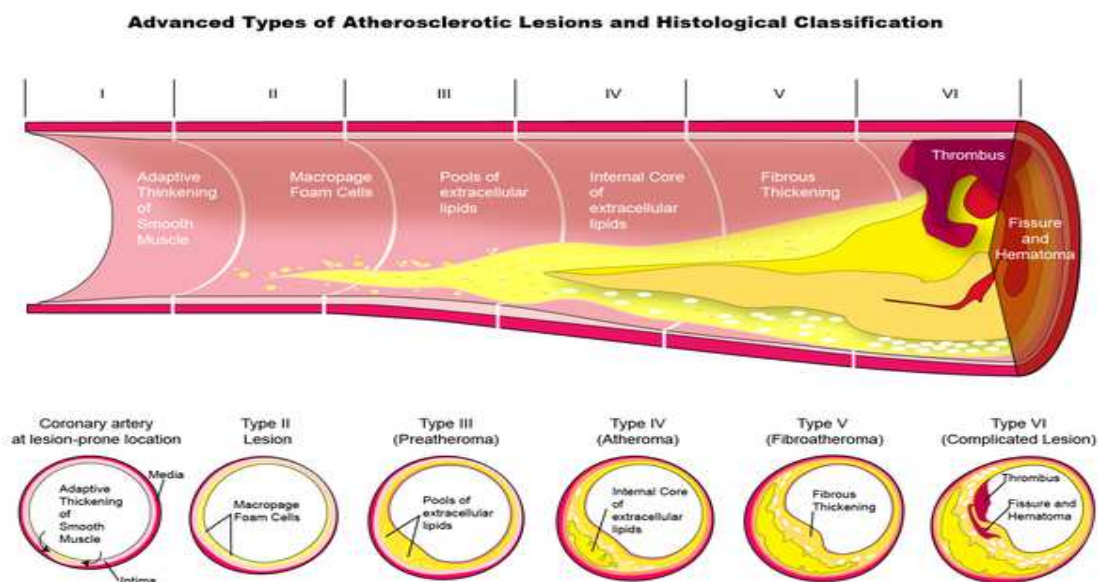 Advanced Types of Atherosclerotic Lesions and Histological Classification
I
II
III
IV
V
VI
Adaptive
Thinkening
of
Smooth
Muscle
Macropage
Foam Cells
Pools of
extracellular
lipids
Internal Core
of
extracellular
lipids
Fibrous
Thickening
Thrombus
Fissure
and
Hematoma
Coronary artery
at lesion-prone location
Type II
Lesion
Type III
(Preatheroma)
Type IV
(Atheroma)
Type V
(Fibroatheroma)
Type VI
(Complicated Lesion)
Adaptive
Thickening
of
Smooth
Muscle
Media
Intima
Macropage
Foam Cells
Pools of
extracellular
lipids
Internal Core
of
extracellular
lipids
Fibrous
Thickening
Thrombus
Fissure and
Hematoma